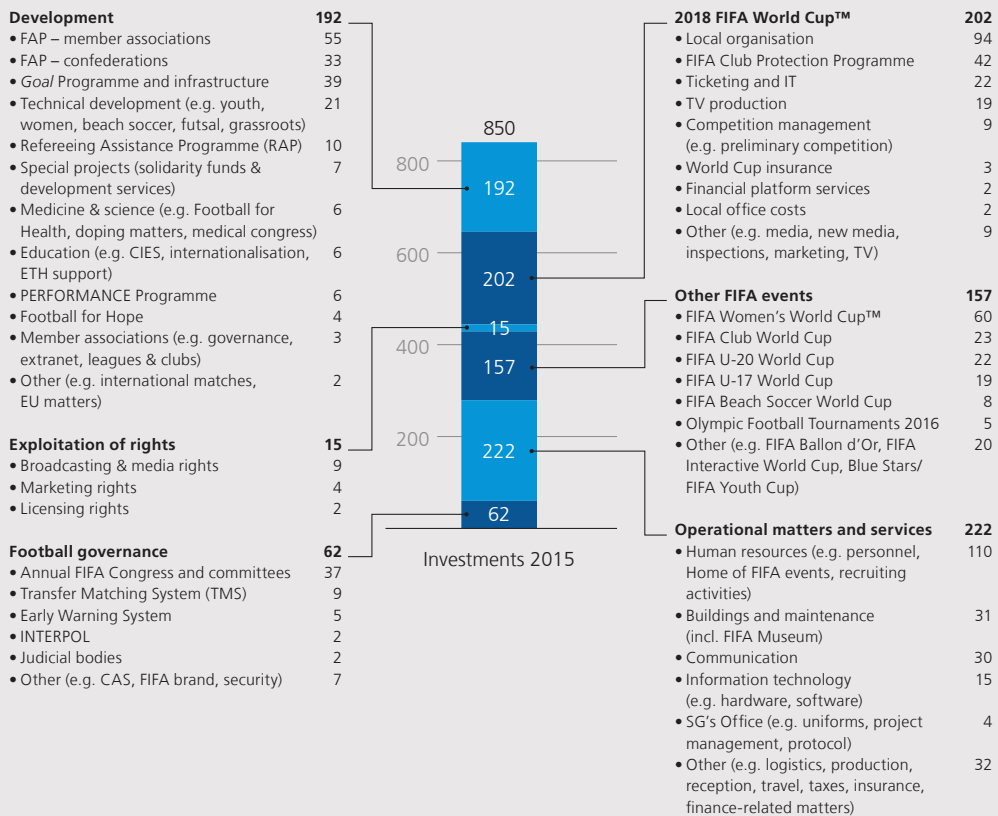 Development 192
• FAP – member associations 55
• FAP – confederations 33
• Goal Programme and infrastructure 39
• Technical development (e.g. youth, 21
women, beach soccer, futsal, grassroots)
• Refereeing Assistance Programme (RAP) 10
• Special projects (solidarity funds & 7
development services)
• Medicine & science (e.g. Football for 6
Health, doping matters, medical congress)
• Education (e.g. CIES, internationalisation, 6
ETH support)
• PERFORMANCE Programme 6
• Football for Hope 4
• Member associations (e.g. governance, 3
extranet, leagues & clubs)
• Other (e.g. international matches, 2
EU matters)
Exploitation of rights 15
• Broadcasting & media rights 9
• Marketing rights 4
• Licensing rights 2
Football governance 62
• Annual FIFA Congress and committees 37
• Transfer Matching System (TMS) 9
• Early Warning System 5
• INTERPOL 2
• Judicial bodies 2
• Other (e.g. CAS, FIFA brand, security) 7
850
800
192
600
202
15
400
157
200
222
62
Investments 2015
2018 FIFA World Cup™ 202
• Local organisation 94
• FIFA Club Protection Programme 42
• Ticketing and IT 22
• TV production 19
• Competition management 9
(e.g. preliminary competition)
• World Cup insurance 3
• Financial platform services 2
• Local office costs 2
• Other (e.g. media, new media, 9
inspections, marketing, TV)
Other FIFA events 157
• FIFA Women's World Cup™ 60
• FIFA Club World Cup 23
• FIFA U-20 World Cup 22
• FIFA U-17 World Cup 19
• FIFA Beach Soccer World Cup 8
• Olympic Football Tournaments 2016 5
• Other (e.g. FIFA Ballon d'Or, FIFA 20
Interactive World Cup, Blue Stars/
FIFA Youth Cup)
Operational matters and services 222
• Human resources (e.g. personnel, 110
Home of FIFA events, recruiting
activities)
• Buildings and maintenance 31
(incl. FIFA Museum)
• Communication 30
• Information technology 15
(e.g. hardware, software)
• SG's Office (e.g. uniforms, project 4
management, protocol)
• Other (e.g. logistics, production, 32
reception, travel, taxes, insurance,
finance-related matters)